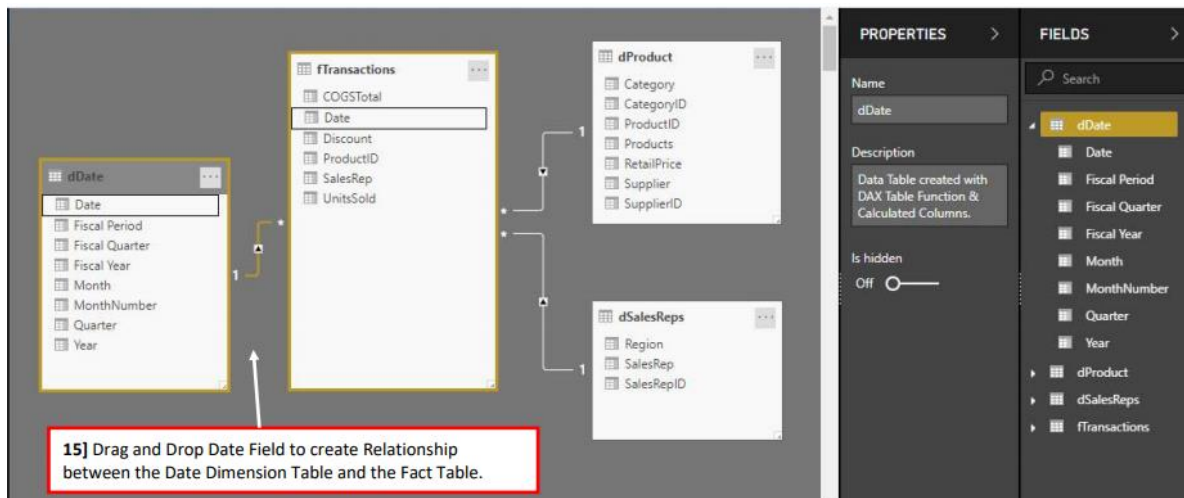 fTransactions
COGSTotal
Date
Discount
ProductID
SalesRep
UnitsSold
dDate
Date
Fiscal Period
Fiscal Quarter
Fiscal Year
Month
MonthNumber
Quarter
Year
1
*
*
*
1
1
dProduct
Category
CategoryID
ProductID
Products
RetailPrice
Supplier
SupplierID
dSalesReps
Region
SalesRep
SalesRepID
15] Drag and Drop Date Field to create Relationship
between the Date Dimension Table and the Fact Table.
PROPERTIES
Name
dDate
Description
Data Table created with
DAX Table Function &
Calculated Columns.
Is hidden
Off
FIELDS
Search
dDate
Date
Fiscal Period
Fiscal Quarter
Fiscal Year
Month
MonthNumber
Quarter
Year
dProduct
dSalesReps
fTransactions